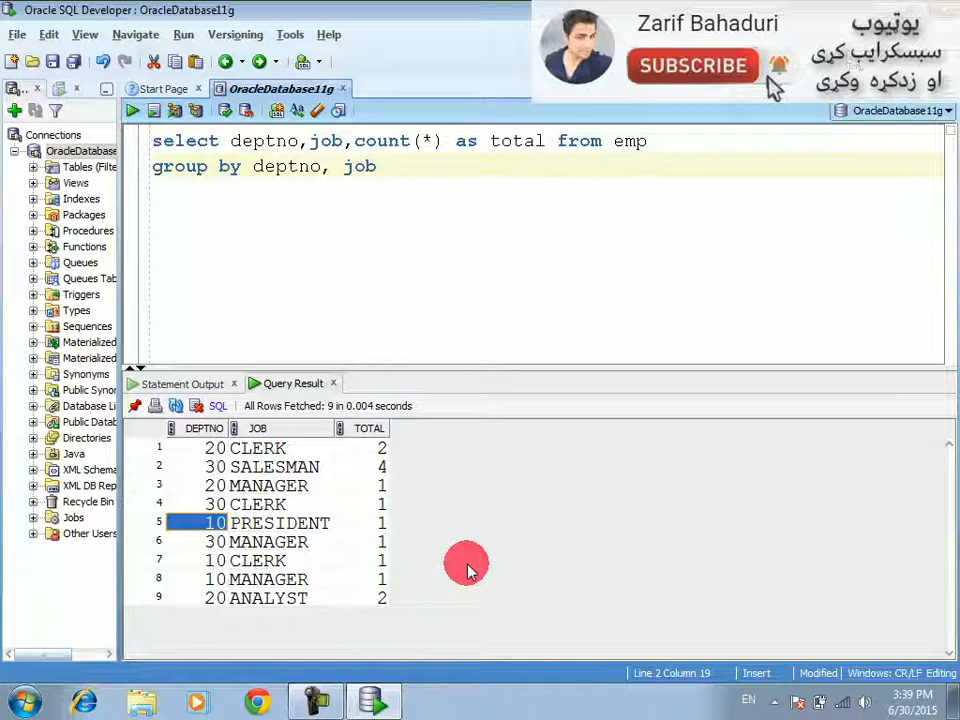 Oracle SQL Developer : OracleDatabase11g
Zarif Bahaduri
SUBSCRIBE
یوټیوب
سبسکرایب کړی
او زدکړه وکړی
File Edit View Navigate Run Versioning Tools Help
Start Page
OracleDatabase11g
OracleDatabase11g
Connections
OracleDatabase
Tables (Filte
Views
Indexes
Packages
Procedures
Functions
Queues
Queues Tab
Triggers
Types
Sequences
Materialized
Materialized
Synonyms
Public Synor
Database Li
Public Datab
Directories
Java
XML Schema
XML DB Rep
Recycle Bin
Jobs
Other Users
select deptno,job,count(*) as total from emp
group by deptno, job
Statement Output
Query Result
SQL | All Rows Fetched: 9 in 0.004 seconds
DEPTNO JOB TOTAL
1 20 CLERK 2
2 30 SALESMAN 4
3 20 MANAGER 1
4 30 CLERK 1
5 10 PRESIDENT 1
6 30 MANAGER 1
7 10 CLERK 1
8 10 MANAGER 1
9 20 ANALYST 2
Line 2 Column 19 Insert Modified Windows: CR/LF Editing
EN
3:39 PM
6/30/2015